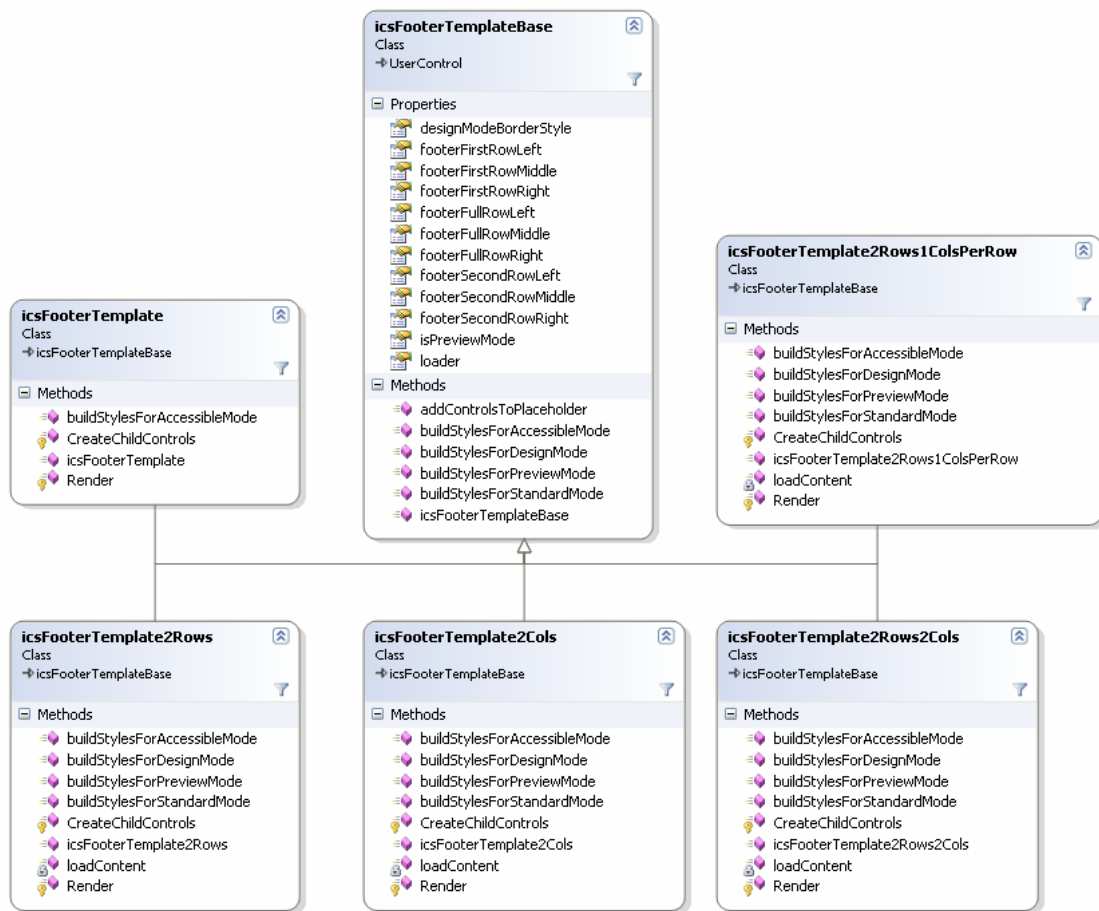 icsFooterTemplateBase
Class
UserControl
Properties
designModeBorderStyle
footerFirstRowLeft
footerFirstRowMiddle
footerFirstRowRight
footerFullRowLeft
footerFullRowMiddle
footerFullRowRight
footerSecondRowLeft
footerSecondRowMiddle
footerSecondRowRight
isPreviewMode
loader
Methods
addControlsToPlaceholder
buildStylesForAccessibleMode
buildStylesForDesignMode
buildStylesForPreviewMode
buildStylesForStandardMode
icsFooterTemplateBase
icsFooterTemplate
Class
icsFooterTemplateBase
Methods
buildStylesForAccessibleMode
CreateChildControls
icsFooterTemplate
Render
icsFooterTemplate2Rows1ColsPerRow
Class
icsFooterTemplateBase
Methods
buildStylesForAccessibleMode
buildStylesForDesignMode
buildStylesForPreviewMode
buildStylesForStandardMode
CreateChildControls
icsFooterTemplate2Rows1ColsPerRow
loadContent
Render
icsFooterTemplate2Rows
Class
icsFooterTemplateBase
Methods
buildStylesForAccessibleMode
buildStylesForDesignMode
buildStylesForPreviewMode
buildStylesForStandardMode
CreateChildControls
icsFooterTemplate2Rows
loadContent
Render
icsFooterTemplate2Cols
Class
icsFooterTemplateBase
Methods
buildStylesForAccessibleMode
buildStylesForDesignMode
buildStylesForPreviewMode
buildStylesForStandardMode
CreateChildControls
icsFooterTemplate2Cols
loadContent
Render
icsFooterTemplate2Rows2Cols
Class
icsFooterTemplateBase
Methods
buildStylesForAccessibleMode
buildStylesForDesignMode
buildStylesForPreviewMode
buildStylesForStandardMode
CreateChildControls
icsFooterTemplate2Rows2Cols
loadContent
Render